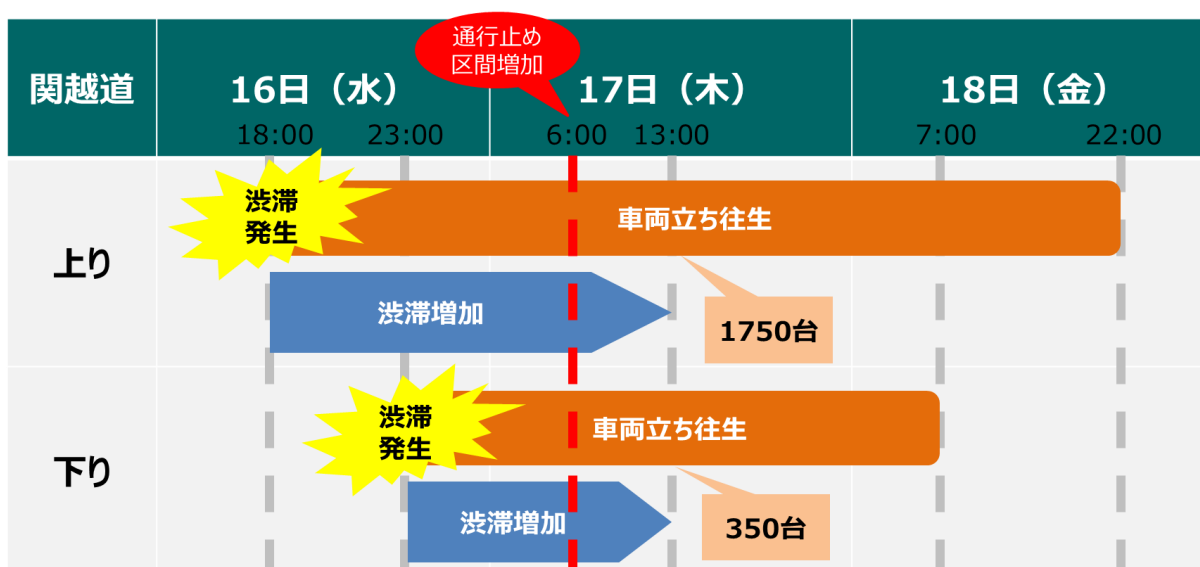 通行止め
区間増加
関越道
16日（水）
17日（木）
18日（金）
18:00
23:00
6:00
13:00
7:00
22:00
上り
渋滞
発生
車両立ち往生
渋滞増加
1750台
下り
渋滞
発生
車両立ち往生
渋滞増加
350台